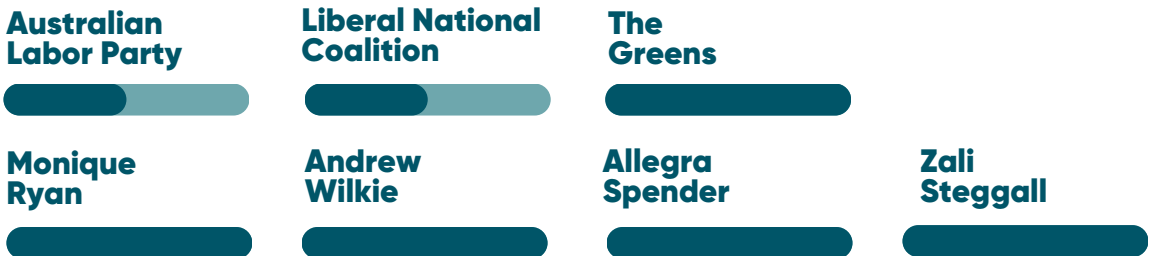 Australian
Labor Party
Liberal National
Coalition
The
Greens
Monique
Ryan
Andrew
Wilkie
Allegra
Spender
Zali
Steggall